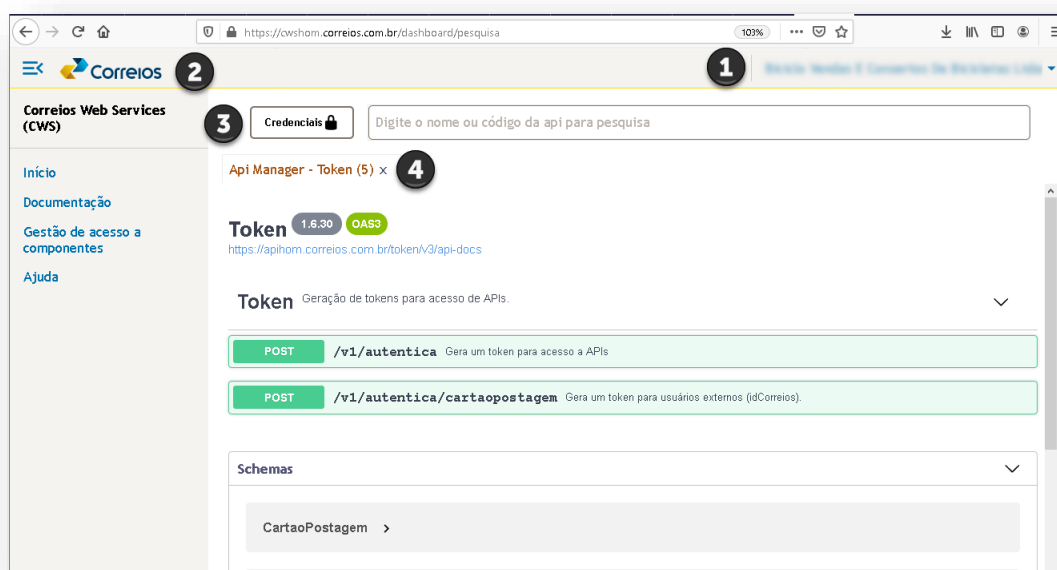 https://cwshom.correios.com.br/dashboard/pesquisa
103%
Correios
2
1
Correios Web Services
(CWS)
3
Credenciais
Digite o nome ou código da api para pesquisa
Início
Documentação
Gestão de acesso a
componentes
Ajuda
Api Manager - Token (5) x
4
Token 1.6.30 OAS3
https://apihom.correios.com.br/token/v3/api-docs
Token Geração de tokens para acesso de APIs.
POST /v1/autentica Gera um token para acesso a APIs
POST /v1/autentica/cartaopostagem Gera um token para usuários externos (idCorreios).
Schemas
CartaoPostagem